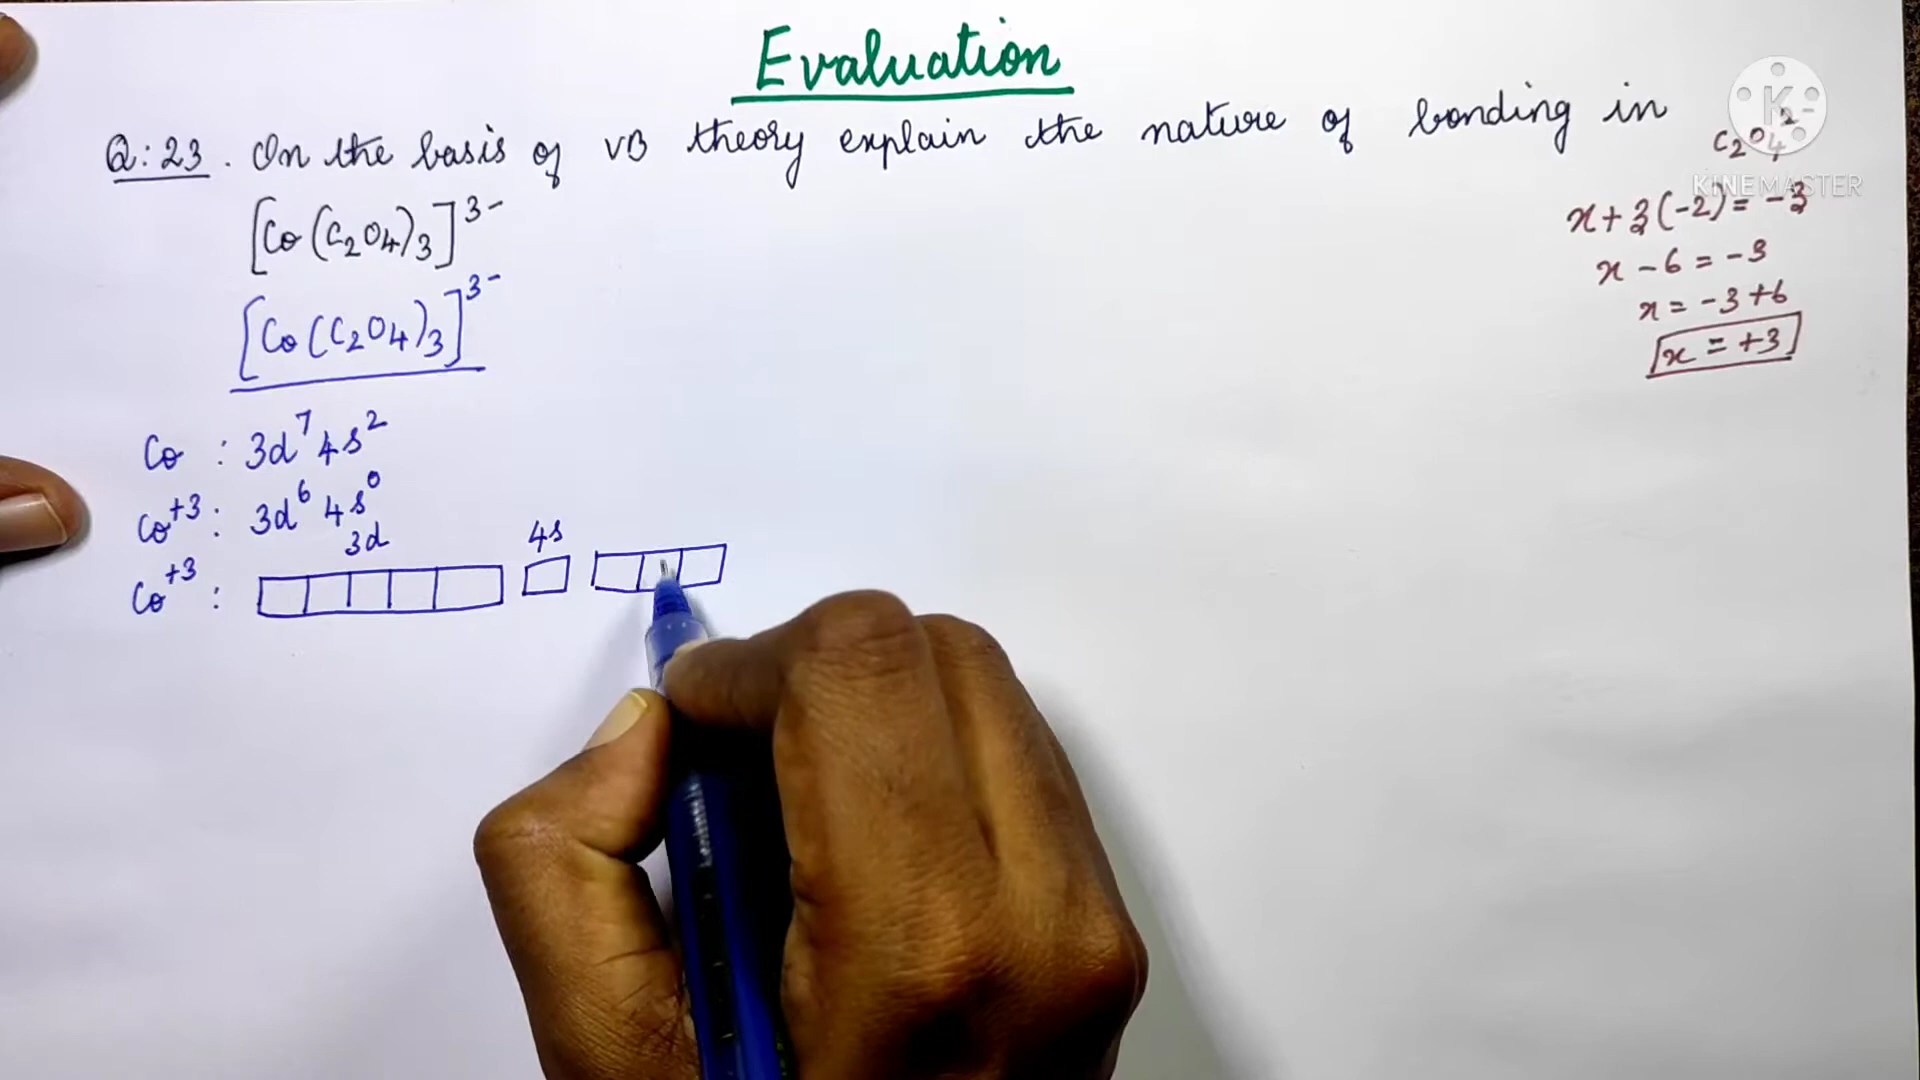 Evaluation
Q:23. On the basis of VB theory explain the nature of bonding in
[Co(C₂O₄)₃]³⁻
[Co(C₂O₄)₃]³⁻
Co : 3d⁷ 4s²
Co⁺³ : 3d⁶ 4s⁰
3d 4s
Co⁺³ :
C₂O₄²⁻
KINEMASTER
x + 3(-2) = -3
x - 6 = -3
x = -3 + 6
x = +3